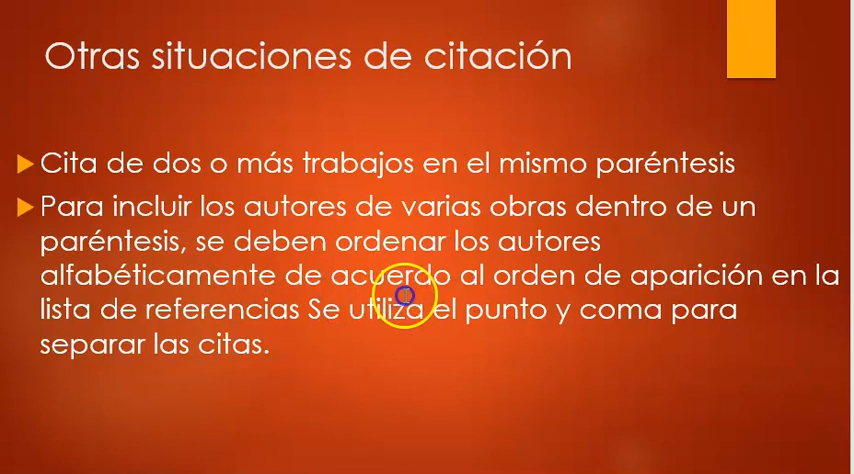 Otras situaciones de citación
Cita de dos o más trabajos en el mismo paréntesis
Para incluir los autores de varias obras dentro de un
paréntesis, se deben ordenar los autores
alfabéticamente de acuerdo al orden de aparición en la
lista de referencias Se utiliza el punto y coma para
separar las citas.